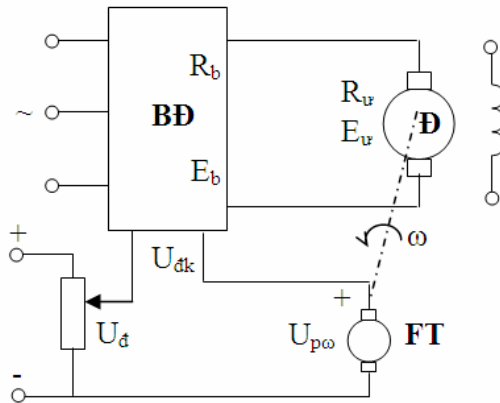 R_b
R_ư
BĐ
Đ
E_ư
~
E_b
ω
+
U_đk
+
U_đ
U_pω
FT
-